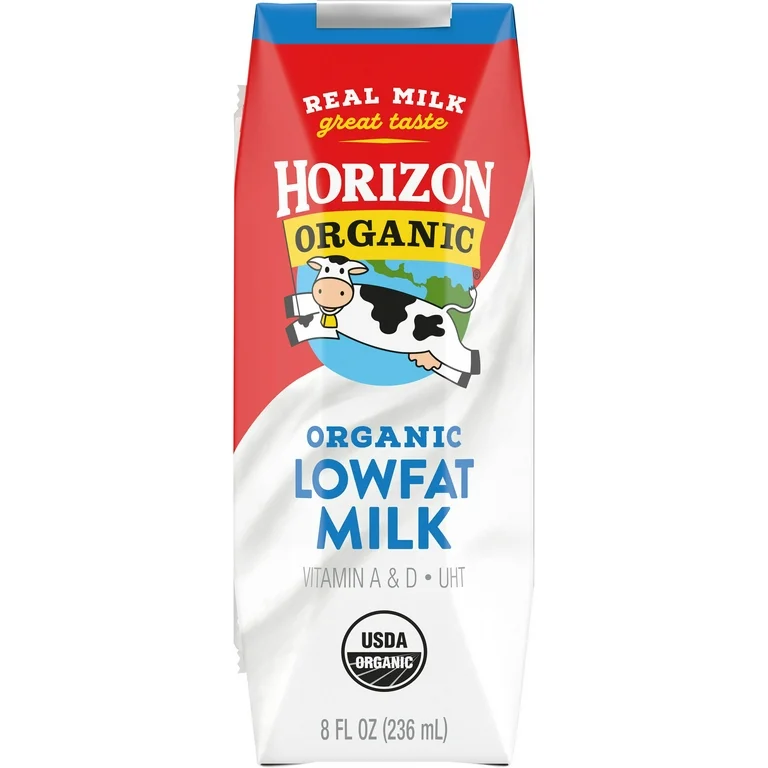 REAL MILK
great taste
HORIZON
ORGANIC
®
ORGANIC
LOWFAT
MILK
VITAMIN A & D • UHT
USDA
ORGANIC
8 FL OZ (236 mL)